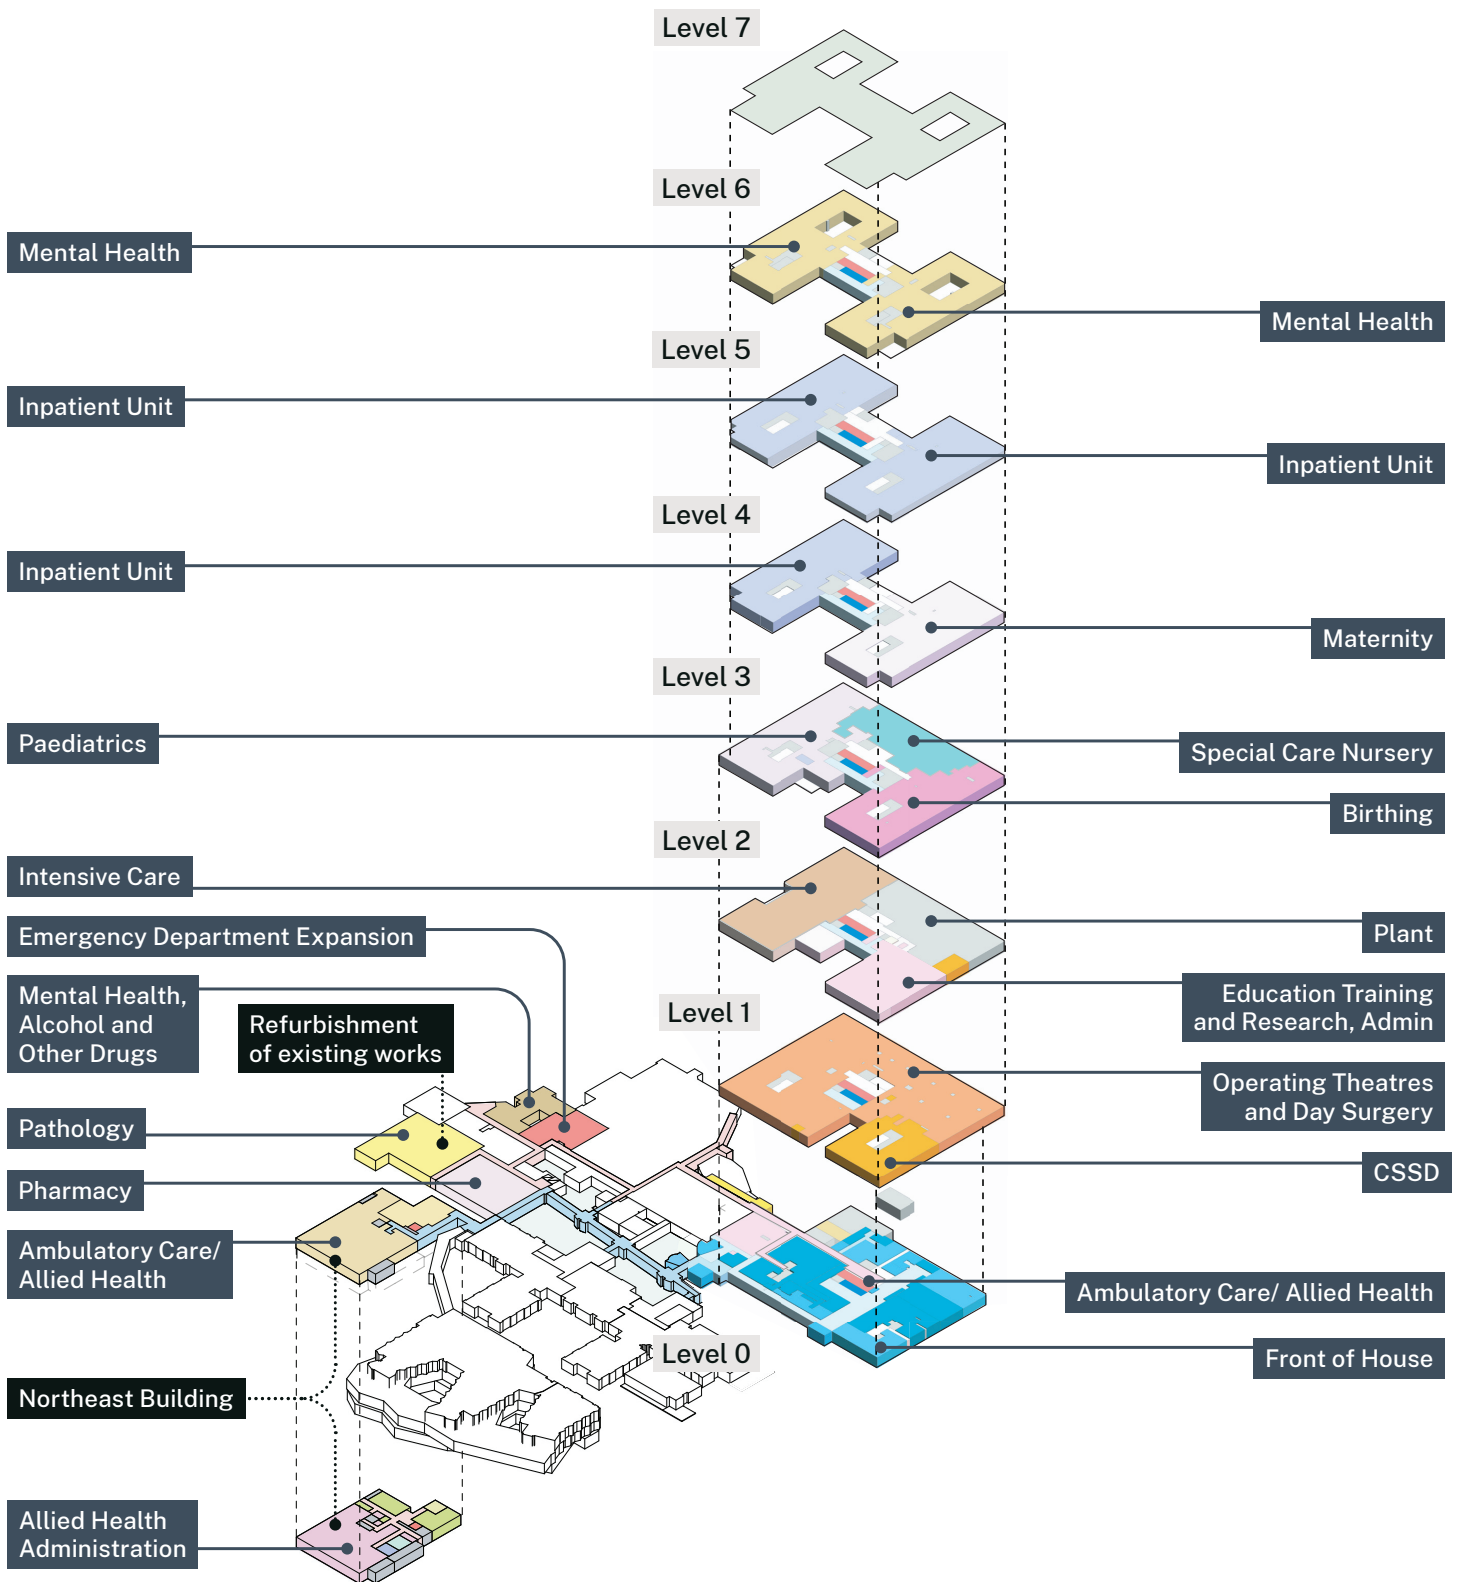 Level 7
Level 6
Mental Health
Mental Health
Level 5
Inpatient Unit
Inpatient Unit
Level 4
Inpatient Unit
Maternity
Level 3
Paediatrics
Special Care Nursery
Birthing
Level 2
Intensive Care
Emergency Department Expansion
Plant
Mental Health,
Alcohol and
Other Drugs
Refurbishment
of existing works
Level 1
Education Training
and Research, Admin
Operating Theatres
and Day Surgery
Pathology
CSSD
Pharmacy
Ambulatory Care/
Allied Health
Ambulatory Care/ Allied Health
Level 0
Front of House
Northeast Building
Allied Health
Administration